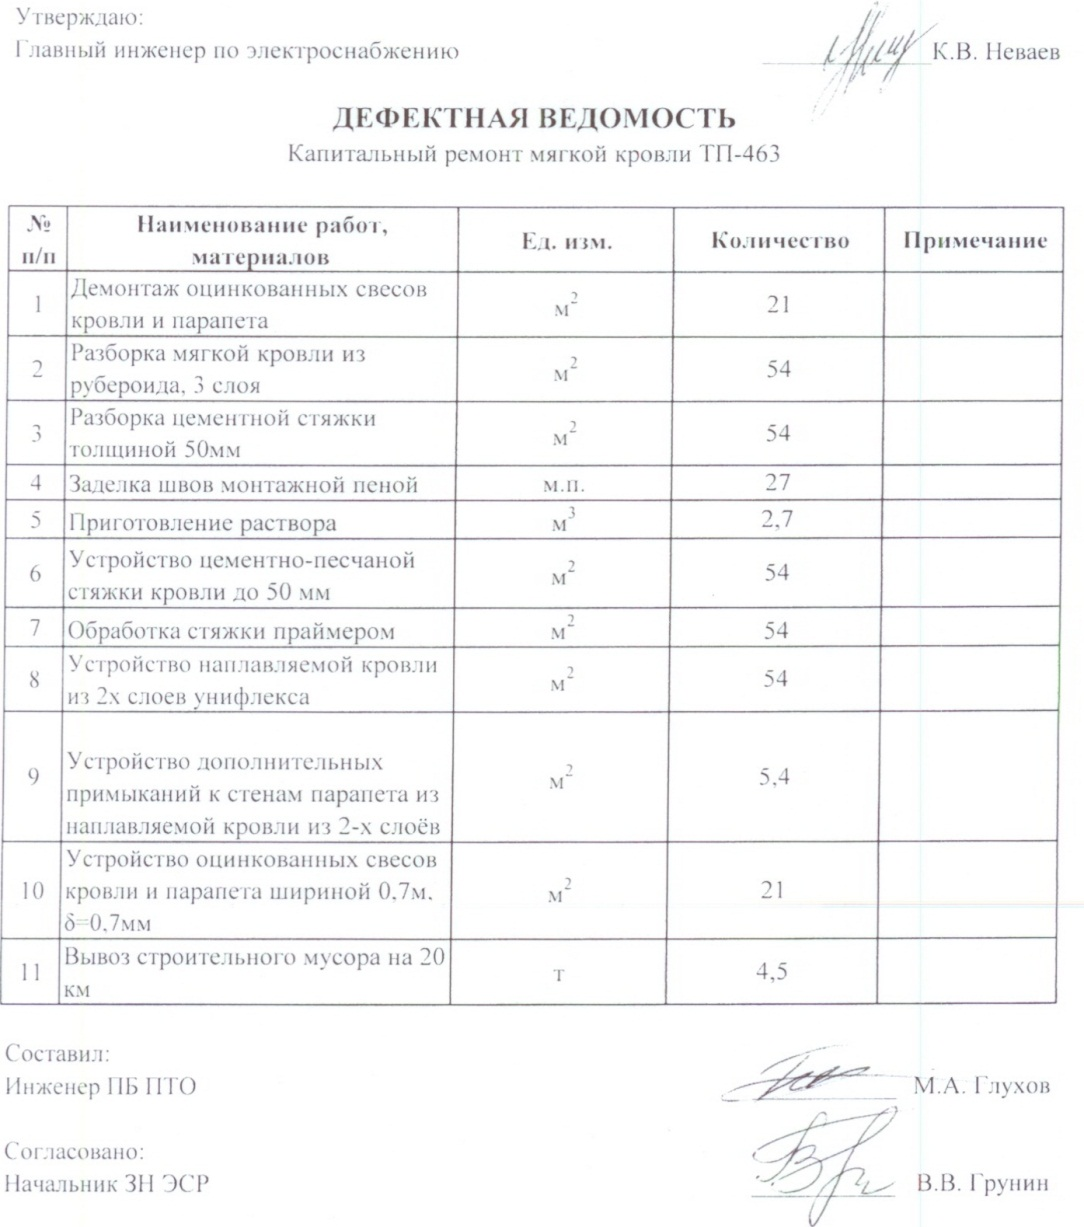 Утверждаю:
Главный инженер по электроснабжению
К.В. Неваев
ДЕФЕКТНАЯ ВЕДОМОСТЬ
Капитальный ремонт мягкой кровли ТП-463
№ п/п Наименование работ, материалов Ед. изм. Количество Примечание
1 Демонтаж оцинкованных свесов кровли и парапета м² 21
2 Разборка мягкой кровли из рубероида, 3 слоя м² 54
3 Разборка цементной стяжки толщиной 50мм м² 54
4 Заделка швов монтажной пеной м.п. 27
5 Приготовление раствора м³ 2,7
6 Устройство цементно-песчаной стяжки кровли до 50 мм м² 54
7 Обработка стяжки праймером м² 54
8 Устройство наплавляемой кровли из 2х слоев унифлекса м² 54
9 Устройство дополнительных примыканий к стенам парапета из наплавляемой кровли из 2-х слоёв м² 5,4
10 Устройство оцинкованных свесов кровли и парапета шириной 0,7м, δ=0,7мм м² 21
11 Вывоз строительного мусора на 20 км т 4,5
Составил:
Инженер ПБ ПТО
М.А. Глухов
Согласовано:
Начальник ЗН ЭСР
В.В. Грунин